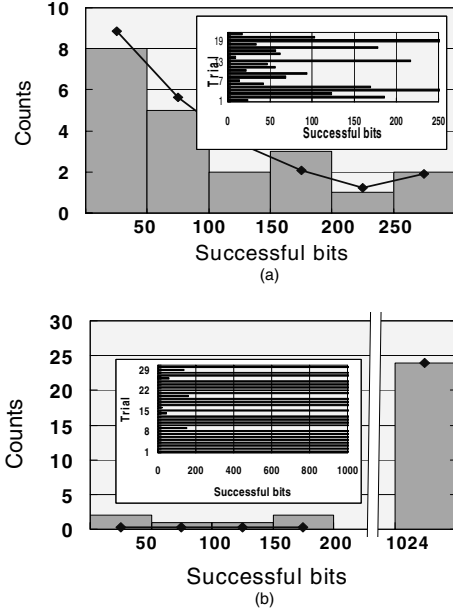 10
8
6
4
2
0
Counts
50 100 150 200 250
Successful bits
(a)
Trial
19
13
7
1
0 50 100 150 200 250
Successful bits
30
25
20
15
10
5
0
Counts
50 100 150 200 1024
Successful bits
(b)
Trial
29
22
15
8
1
0 200 400 600 800 1000
Successful bits